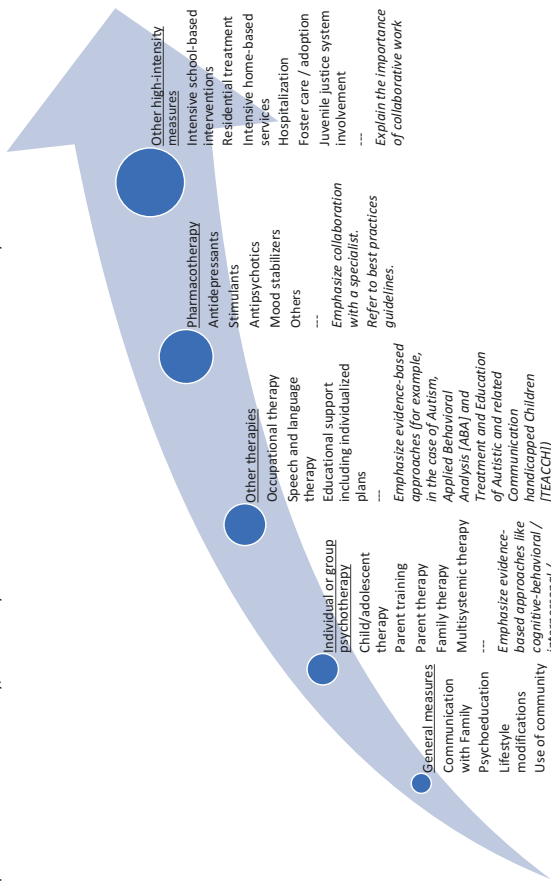 General measures
Communication
with Family
Psychoeducation
Lifestyle
modifications
Use of community
Individual or group
psychotherapy
Child/adolescent
therapy
Parent training
Parent therapy
Family therapy
Multisystemic therapy
---
Emphasize evidence-
based approaches like
cognitive-behavioral /
Other therapies
Occupational therapy
Speech and language
therapy
Educational support
including individualized
plans
---
Emphasize evidence-based
approaches (for example,
in the case of Autism,
Applied Behavioral
Analysis [ABA] and
Treatment and Education
of Autistic and related
Communication
handicapped Children
[TEACCH])
Pharmacotherapy
Antidepressants
Stimulants
Antipsychotics
Mood stabilizers
Others
---
Emphasize collaboration
with a specialist.
Refer to best practices
guidelines.
Other high-intensity
measures
Intensive school-based
interventions
Residential treatment
Intensive home-based
services
Hospitalization
Foster care / adoption
Juvenile justice system
involvement
---
Explain the importance
of collaborative work